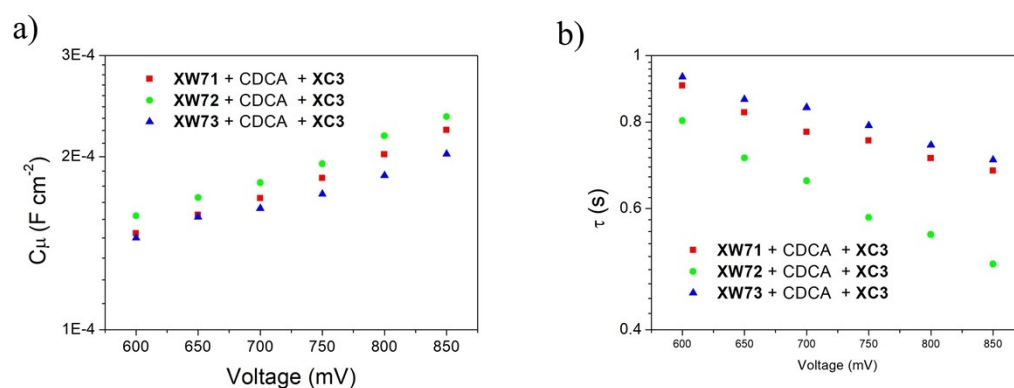 a)
3E-4
2E-4
1E-4
Cμ (F cm-2)
XW71 + CDCA + XC3
XW72 + CDCA + XC3
XW73 + CDCA + XC3
600 650 700 750 800 850
Voltage (mV)
b)
1
0.8
0.6
0.4
τ (s)
XW71 + CDCA + XC3
XW72 + CDCA + XC3
XW73 + CDCA + XC3
600 650 700 750 800 850
Voltage (mV)